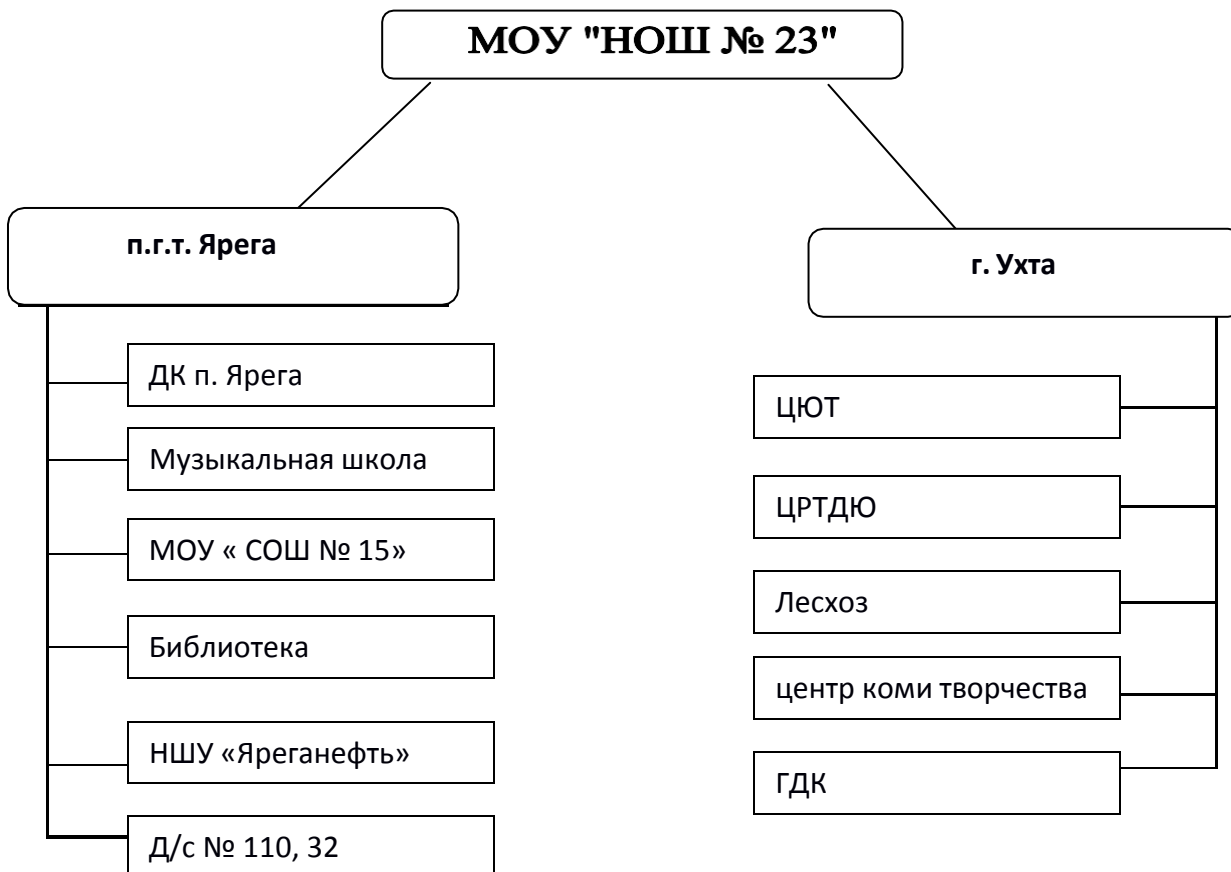 МОУ "НОШ № 23"
п.г.т. Ярега
ДК п. Ярега
Музыкальная школа
МОУ « СОШ № 15»
Библиотека
НШУ «Яреганефть»
Д/с № 110, 32
г. Ухта
ЦЮТ
ЦРТДЮ
Лесхоз
центр коми творчества
ГДК